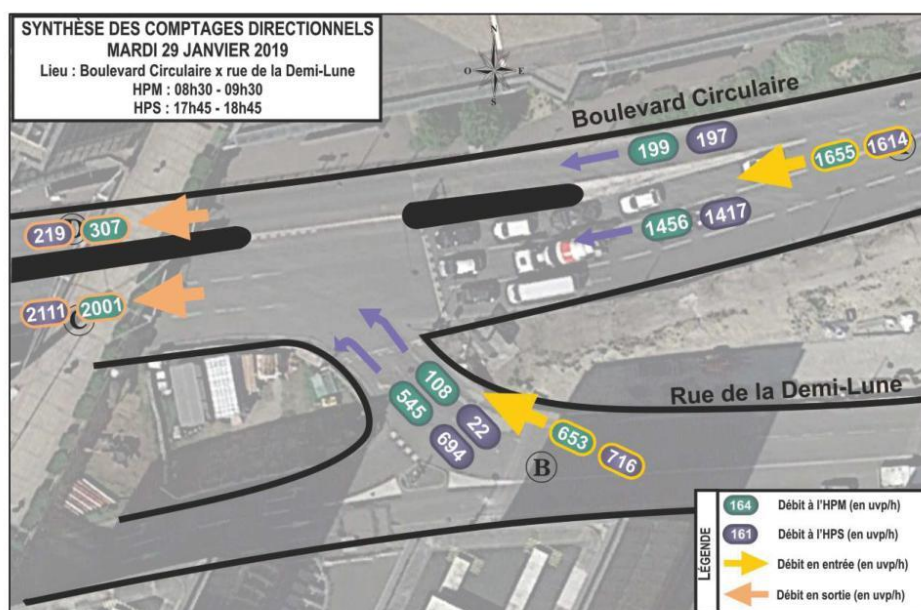 SYNTHÈSE DES COMPTAGES DIRECTIONNELS
MARDI 29 JANVIER 2019
Lieu : Boulevard Circulaire x rue de la Demi-Lune
HPM : 08h30 - 09h30
HPS : 17h45 - 18h45
N
O E
S
Boulevard Circulaire
199 197
1655 1614
1456 1417
219 307
2111 2001
C
108
545
22
694
653 716
B
Rue de la Demi-Lune
LÉGENDE
164 Débit à l'HPM (en uvp/h)
161 Débit à l'HPS (en uvp/h)
Débit en entrée (en uvp/h)
Débit en sortie (en uvp/h)